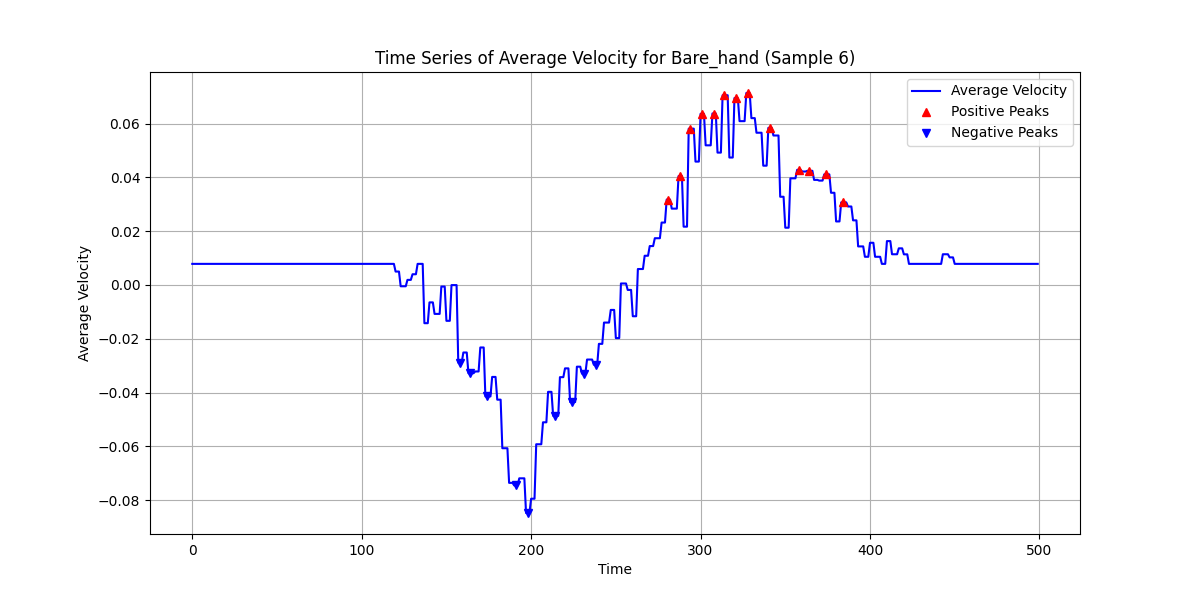 Time Series of Average Velocity for Bare_hand (Sample 6)
Average Velocity
Positive Peaks
Negative Peaks
0.06
0.04
0.02
0.00
−0.02
−0.04
−0.06
−0.08
Average Velocity
0 100 200 300 400 500
Time